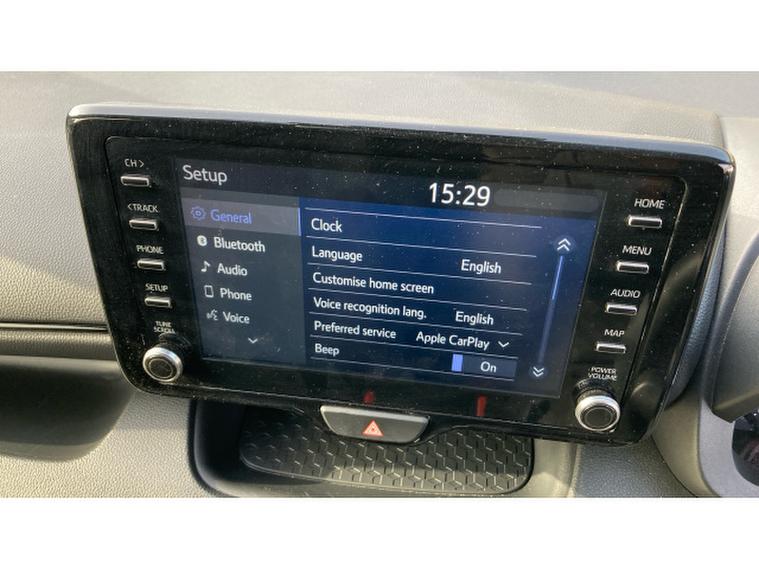 CH >
< TRACK
PHONE
SETUP
TUNE
SCROLL
Setup
15:29
General
Bluetooth
Audio
Phone
Voice
Clock
Language English
Customise home screen
Voice recognition lang. English
Preferred service Apple CarPlay
Beep On
HOME
MENU
AUDIO
MAP
POWER
VOLUME